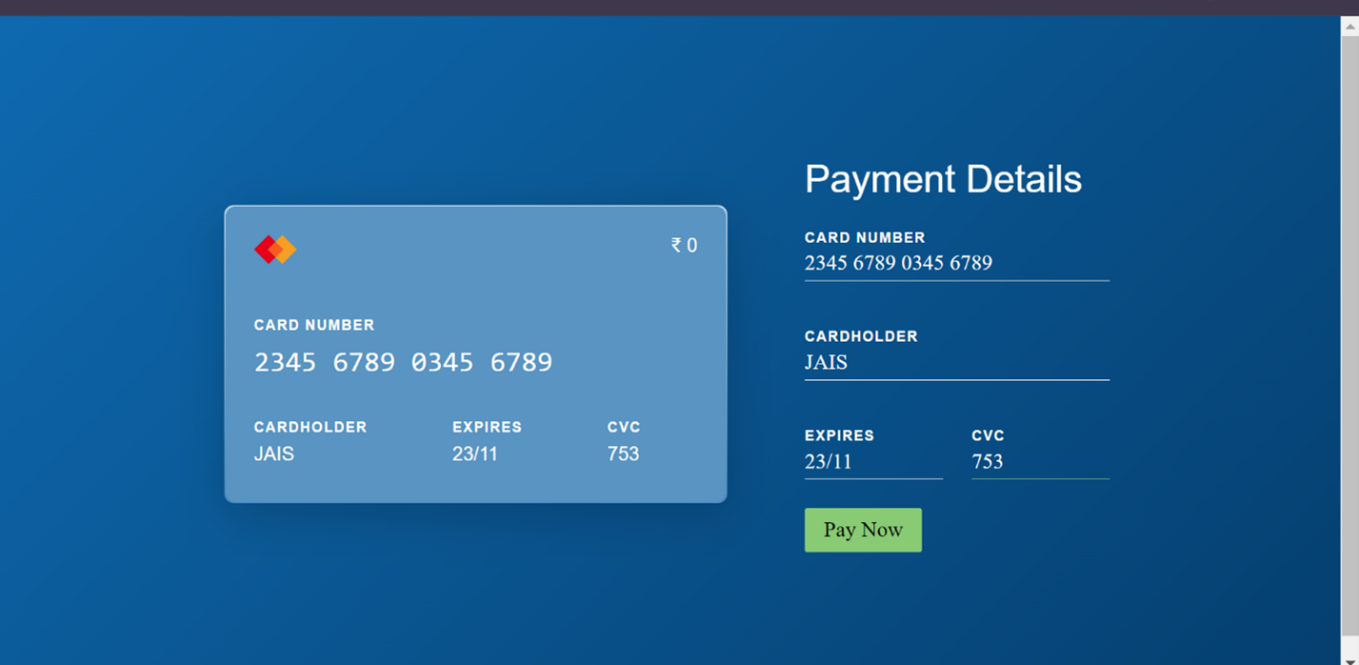 ₹ 0
CARD NUMBER
2345 6789 0345 6789
CARDHOLDER EXPIRES CVC
JAIS 23/11 753
Payment Details
CARD NUMBER
2345 6789 0345 6789
CARDHOLDER
JAIS
EXPIRES CVC
23/11 753
Pay Now